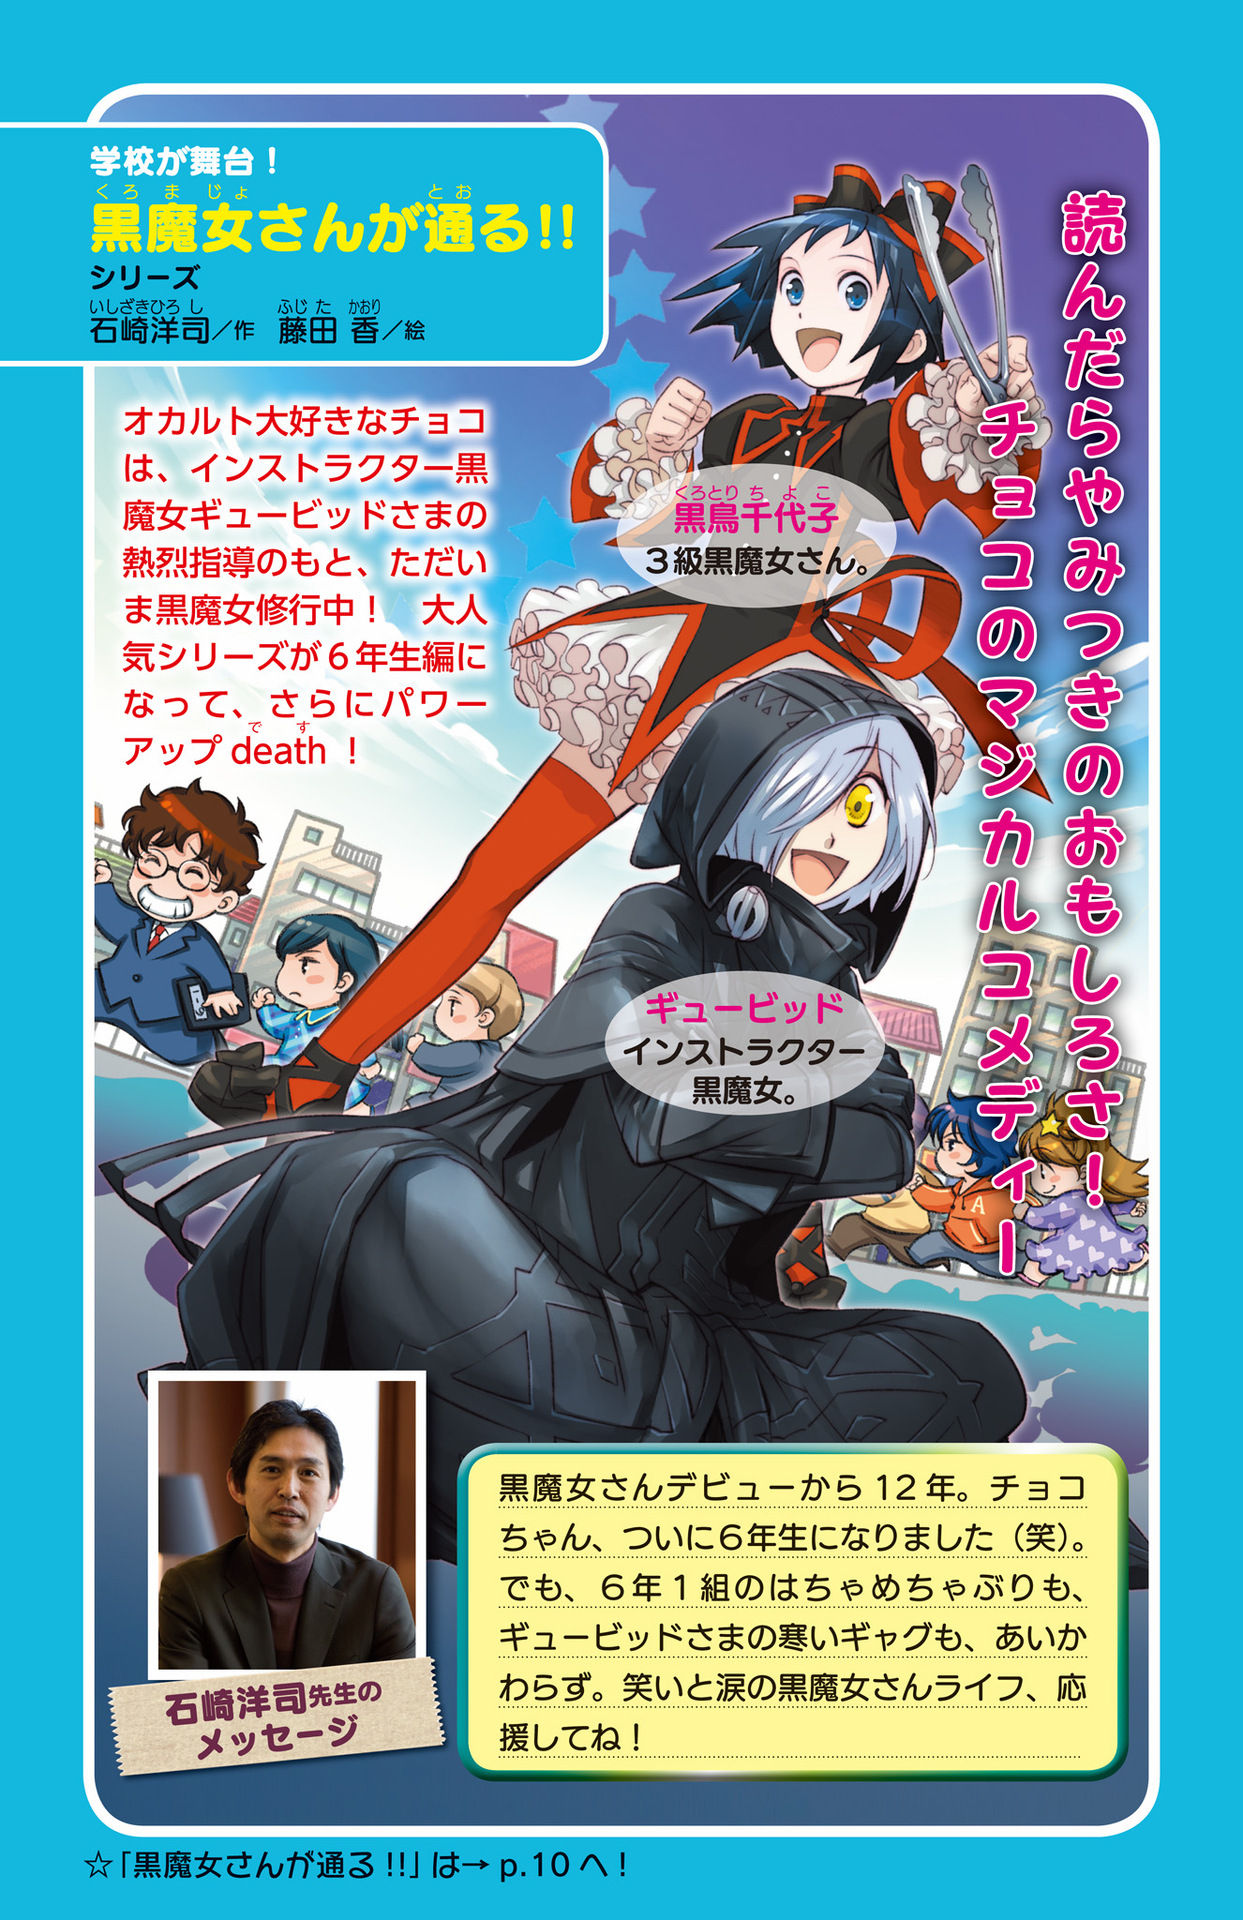 学校が舞台！
くろまじょ とお
黒魔女さんが通る!!
シリーズ
いしざきひろし ふじた かおり
石崎洋司／作 藤田 香／絵
読んだらやみつきのおもしろさ！
チョコのマジカルコメディー
オカルト大好きなチョコ
は、インストラクター黒
魔女ギュービッドさまの
熱烈指導のもと、ただい
ま黒魔女修行中！ 大人
気シリーズが６年生編に
なって、さらにパワー
です
アップdeath！
くろとり ちよこ
黒鳥千代子
３級黒魔女さん。
ギュービッド
インストラクター
黒魔女。
A
石崎洋司先生の
メッセージ
黒魔女さんデビューから12年。チョコ
ちゃん、ついに６年生になりました（笑）。
でも、６年１組のはちゃめちゃぶりも、
ギュービッドさまの寒いギャグも、あいか
わらず。笑いと涙の黒魔女さんライフ、応
援してね！
☆「黒魔女さんが通る!!」は→p.10へ！